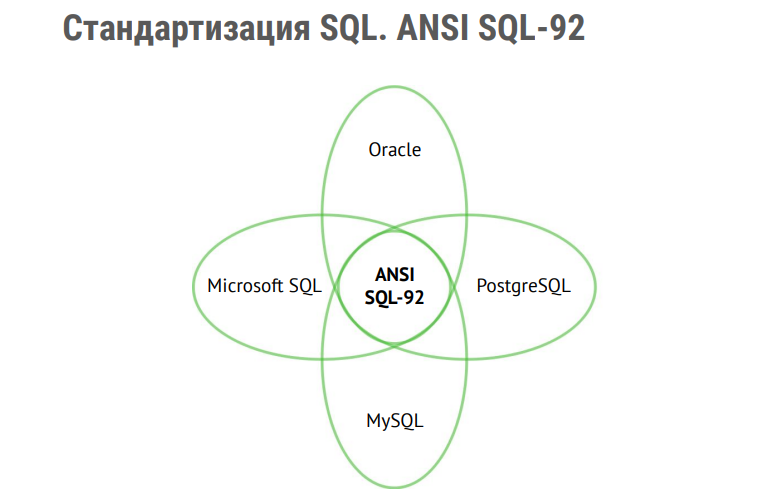 Стандартизация SQL. ANSI SQL-92
Oracle
Microsoft SQL
ANSI
SQL-92
PostgreSQL
MySQL